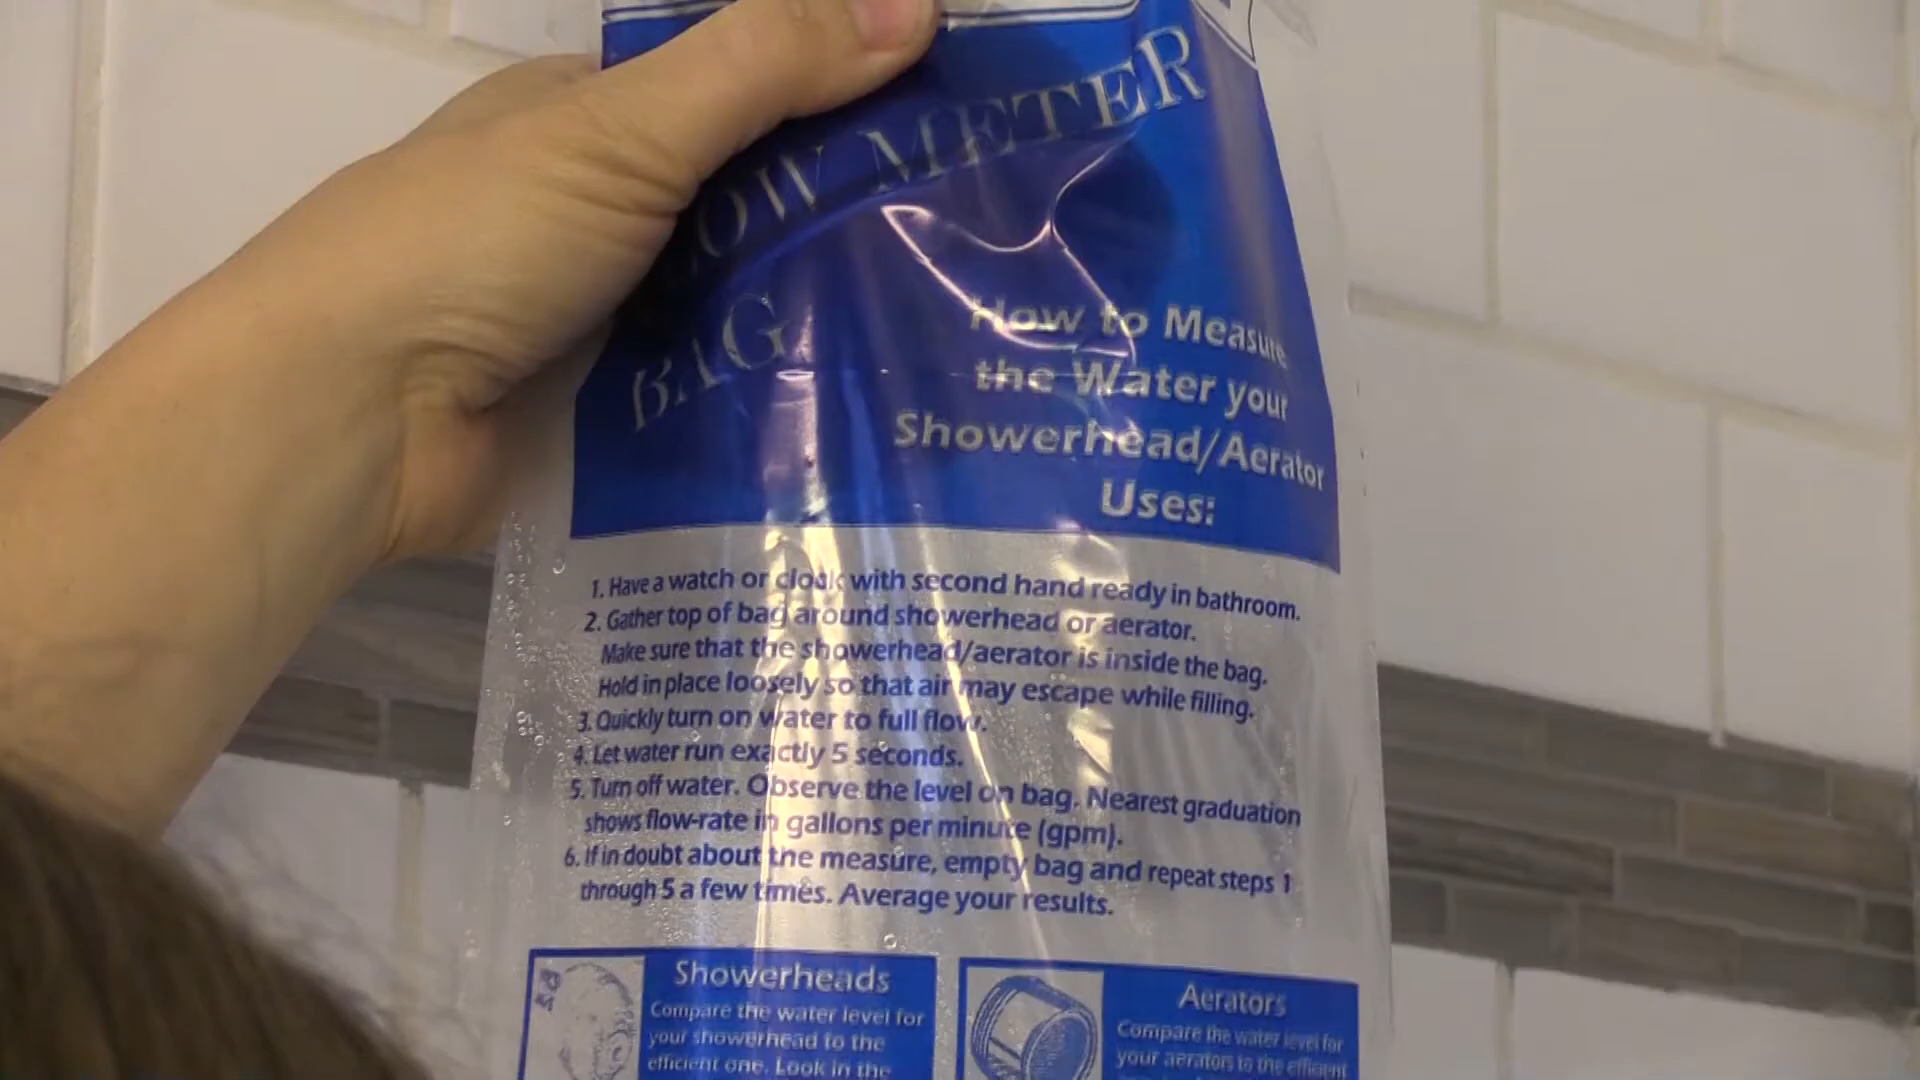 METER
BAG
How to Measure
the Water your
Showerhead/Aerator
Uses:
1. Have a watch or clock with second hand ready in bathroom.
2. Gather top of bag around showerhead or aerator.
Make sure that the showerhead/aerator is inside the bag.
Hold in place loosely so that air may escape while filling.
3. Quickly turn on water to full flow.
4. Let water run exactly 5 seconds.
5. Turn off water. Observe the level on bag. Nearest graduation
shows flow-rate in gallons per minute (gpm).
6. If in doubt about the measure, empty bag and repeat steps 1
through 5 a few times. Average your results.
Showerheads
Compare the water level for
your showerhead to the
efficient one. Look in the
Aerators
Compare the water level for
your aerators to the efficient